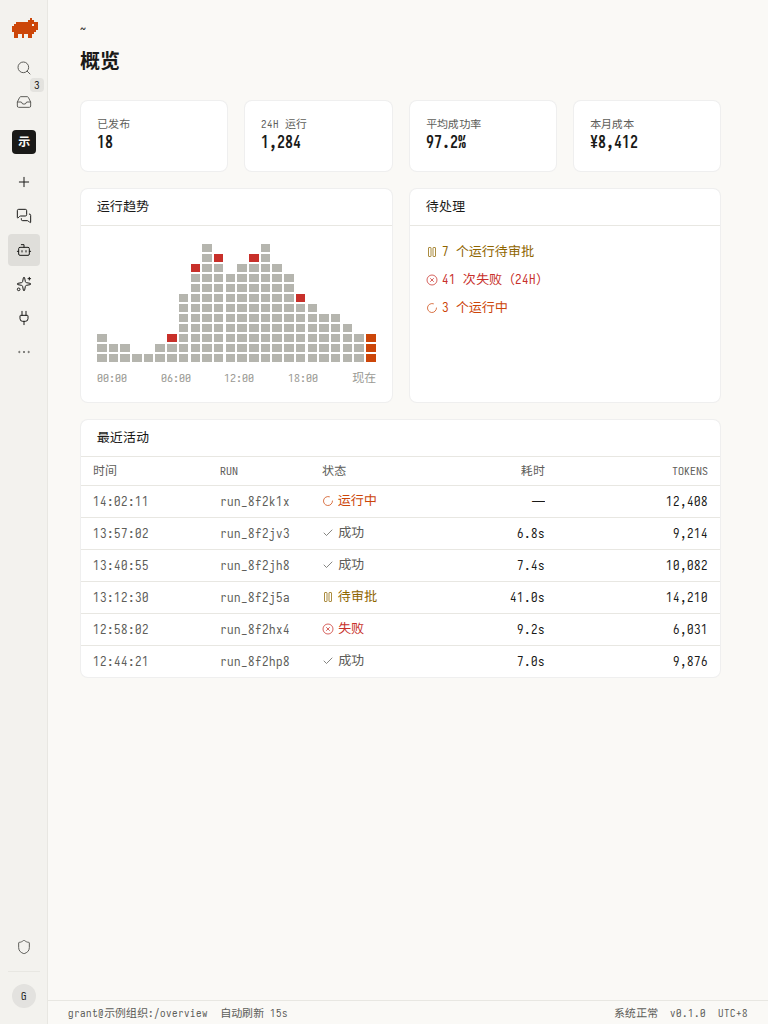 ~
概览
3
示
已发布
18
24H 运行
1,284
平均成功率
97.2%
本月成本
¥8,412
运行趋势
00:00 06:00 12:00 18:00 现在
待处理
7 个运行待审批
41 次失败（24H）
3 个运行中
最近活动
时间 RUN 状态 耗时 TOKENS
14:02:11 run_8f2k1x 运行中 — 12,408
13:57:02 run_8f2jv3 成功 6.8s 9,214
13:40:55 run_8f2jh8 成功 7.4s 10,082
13:12:30 run_8f2j5a 待审批 41.0s 14,210
12:58:02 run_8f2hx4 失败 9.2s 6,031
12:44:21 run_8f2hp8 成功 7.0s 9,876
G
grant@示例组织:/overview 自动刷新 15s 系统正常 v0.1.0 UTC+8